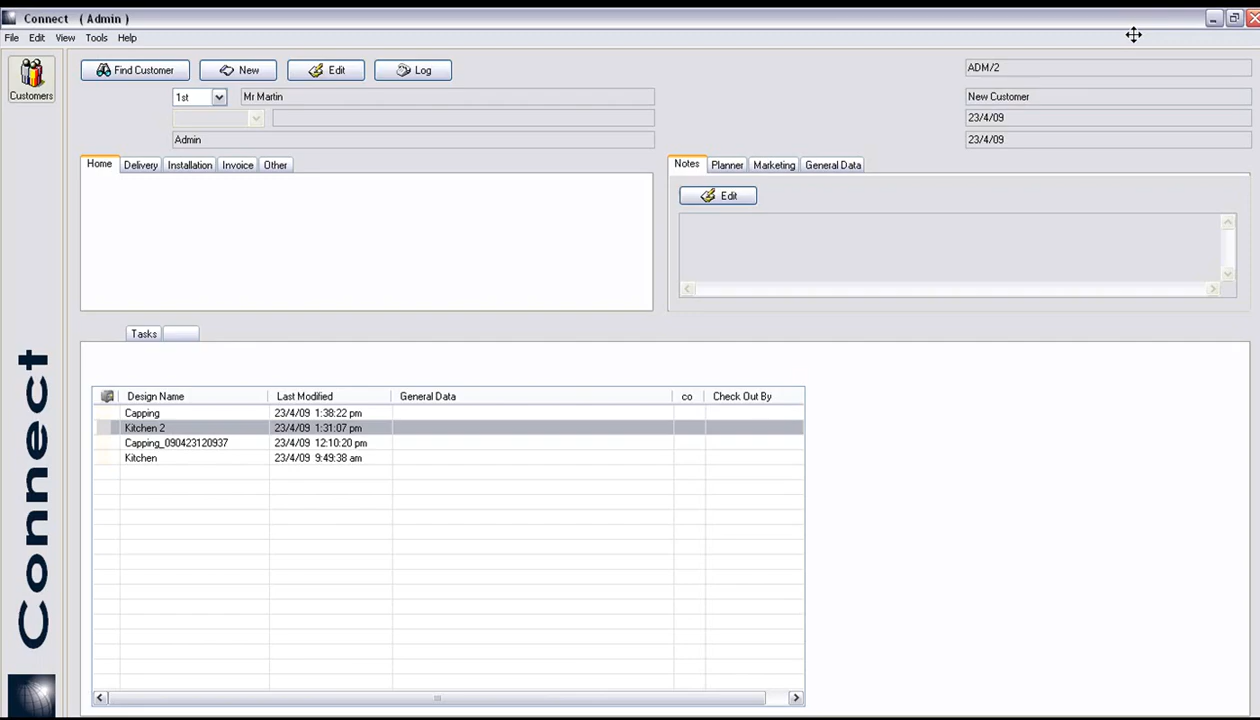 Connect ( Admin )
File Edit View Tools Help
Customers
Find Customer New Edit Log
ADM/2
1st Mr Martin
New Customer
23/4/09
Admin
23/4/09
Home Delivery Installation Invoice Other
Notes Planner Marketing General Data
Edit
Tasks
Design Name Last Modified General Data co Check Out By
Capping 23/4/09 1:38:22 pm
Kitchen 2 23/4/09 1:31:07 pm
Capping_090423120937 23/4/09 12:10:20 pm
Kitchen 23/4/09 9:49:38 am
Connect